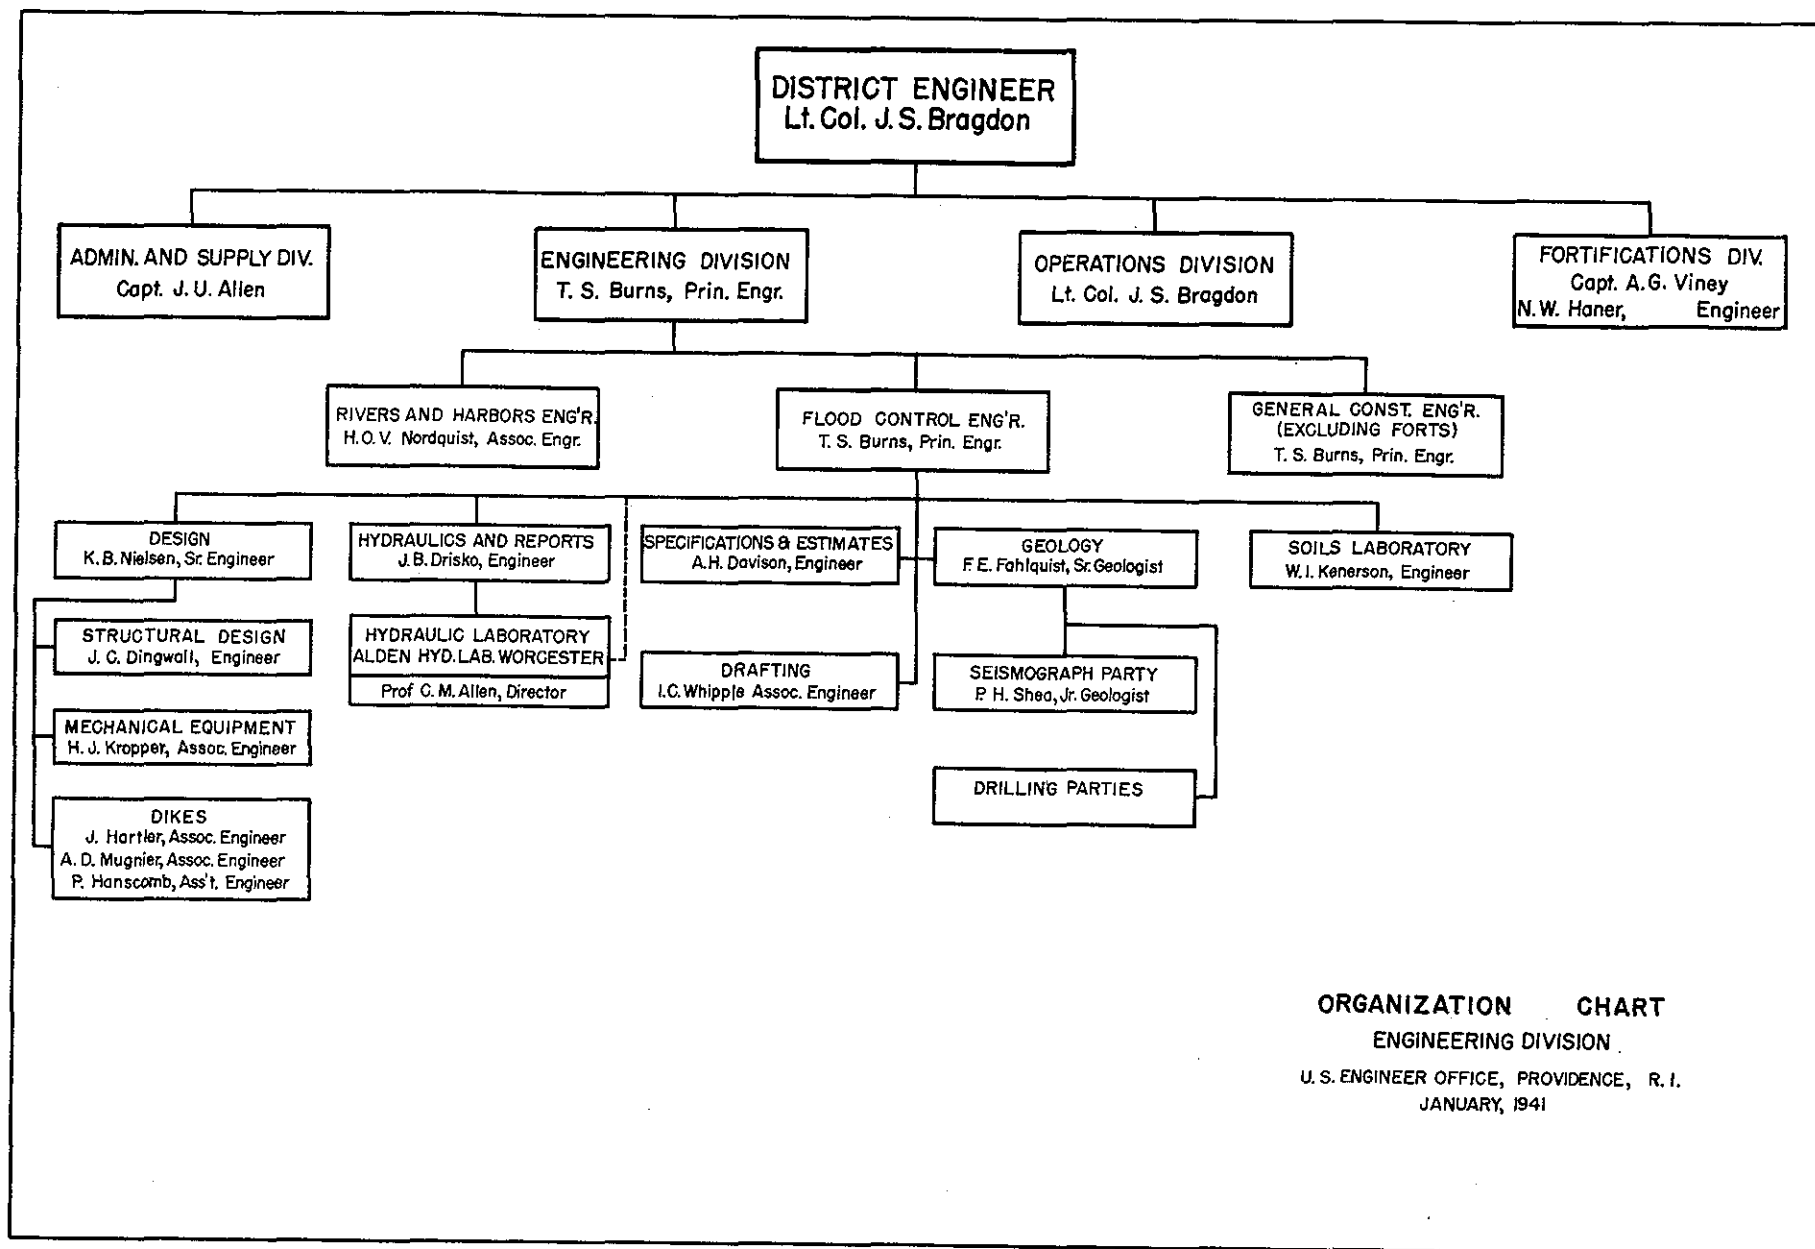 DISTRICT ENGINEER
Lt. Col. J. S. Bragdon
ADMIN. AND SUPPLY DIV.
Capt. J. U. Allen
ENGINEERING DIVISION
T. S. Burns, Prin. Engr.
OPERATIONS DIVISION
Lt. Col. J. S. Bragdon
FORTIFICATIONS DIV.
Capt. A.G. Viney
N.W. Haner, Engineer
RIVERS AND HARBORS ENG'R.
H.O.V. Nordquist, Assoc. Engr.
FLOOD CONTROL ENG'R.
T. S. Burns, Prin. Engr.
GENERAL CONST. ENG'R.
(EXCLUDING FORTS)
T. S. Burns, Prin. Engr.
DESIGN
K.B. Nielsen, Sr. Engineer
HYDRAULICS AND REPORTS
J.B. Drisko, Engineer
SPECIFICATIONS & ESTIMATES
A.H. Davison, Engineer
GEOLOGY
F.E. Fahlquist, Sr. Geologist
SOILS LABORATORY
W.I. Kenerson, Engineer
STRUCTURAL DESIGN
J. C. Dingwall, Engineer
HYDRAULIC LABORATORY
ALDEN HYD. LAB. WORCESTER
Prof C. M. Allen, Director
DRAFTING
I.C. Whipple Assoc. Engineer
SEISMOGRAPH PARTY
P. H. Shea, Jr. Geologist
MECHANICAL EQUIPMENT
H. J. Kropper, Assoc. Engineer
DRILLING PARTIES
DIKES
J. Hartler, Assoc. Engineer
A. D. Mugnier, Assoc. Engineer
P. Hanscomb, Ass't. Engineer
ORGANIZATION CHART
ENGINEERING DIVISION
U. S. ENGINEER OFFICE, PROVIDENCE, R. I.
JANUARY, 1941